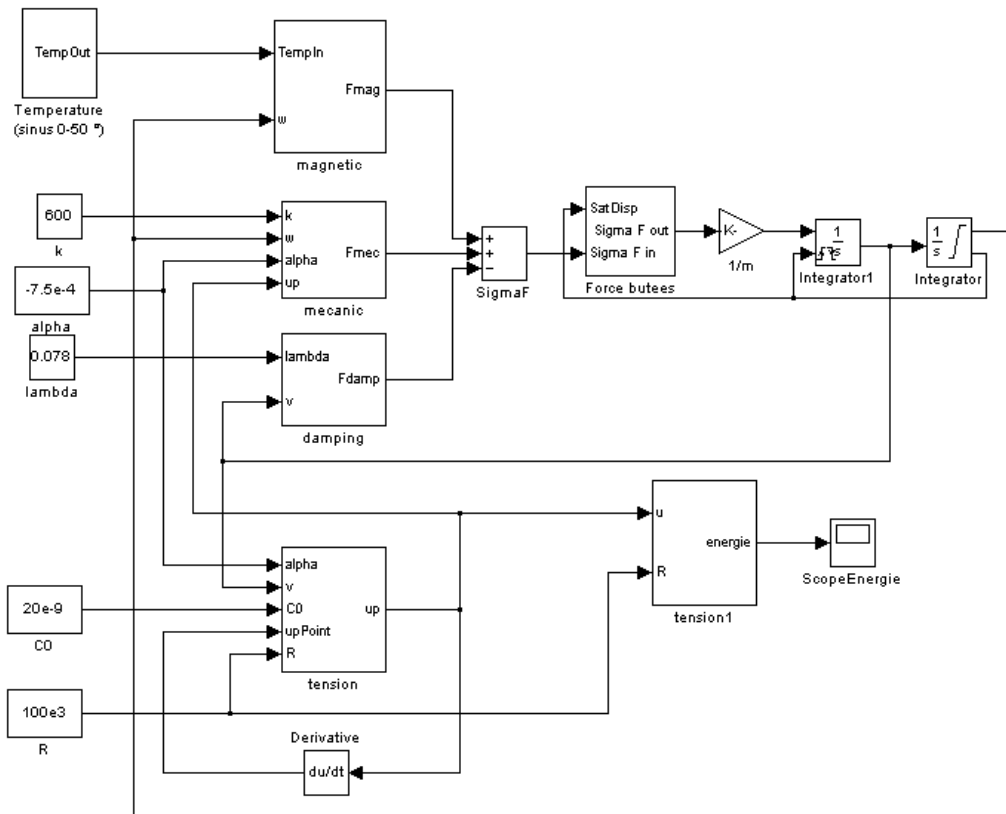 TempOut
Temperature
(sinus 0-50 °)
TempIn
Fmag
w
magnetic
600
k
k
w
alpha
up
Fmec
mecanic
-7.5e-4
alpha
0.078
lambda
lambda
Fdamp
v
damping
+
+
−
SigmaF
SatDisp
Sigma F out
Sigma F in
Force butees
K-
1/m
1
s
Integrator1
1
s
Integrator
alpha
v
C0
upPoint
R
up
tension
20e-9
C0
100e3
R
Derivative
du/dt
u
energie
R
tension1
ScopeEnergie